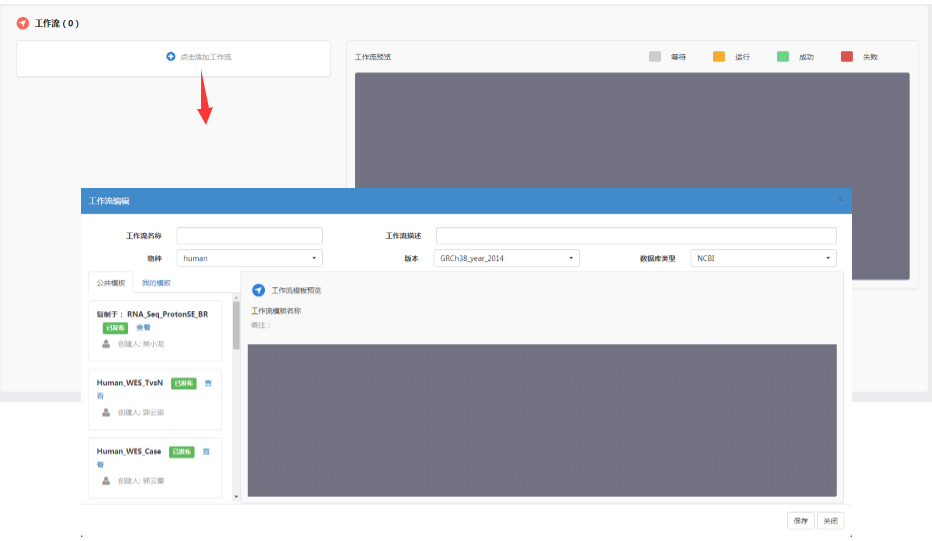 工作流 ( 0 )
点击添加工作流
工作流预览
等待
运行
成功
失败
工作流编辑
×
工作流名称
工作流描述
物种
human
版本
GRCh38_year_2014
数据库类型
NCBI
公共模板
我的模板
复制于： RNA_Seq_ProtonSE_BR
已发布 查看
创建人: 吴小龙
Human_WES_TvsN 已发布 查
看
创建人: 郭云雷
Human_WES_Case 已发布 查
看
创建人: 郭云雷
工作流模板预览
工作流模板名称
备注：
保存
关闭